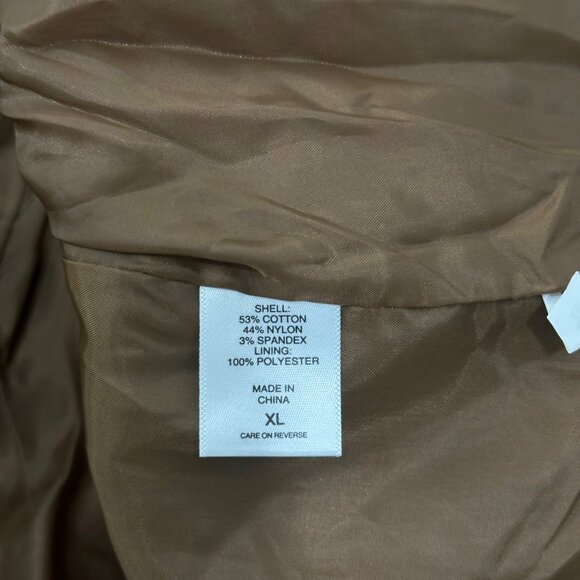 SHELL:
53% COTTON
44% NYLON
3% SPANDEX
LINING:
100% POLYESTER
MADE IN
CHINA
XL
CARE ON REVERSE